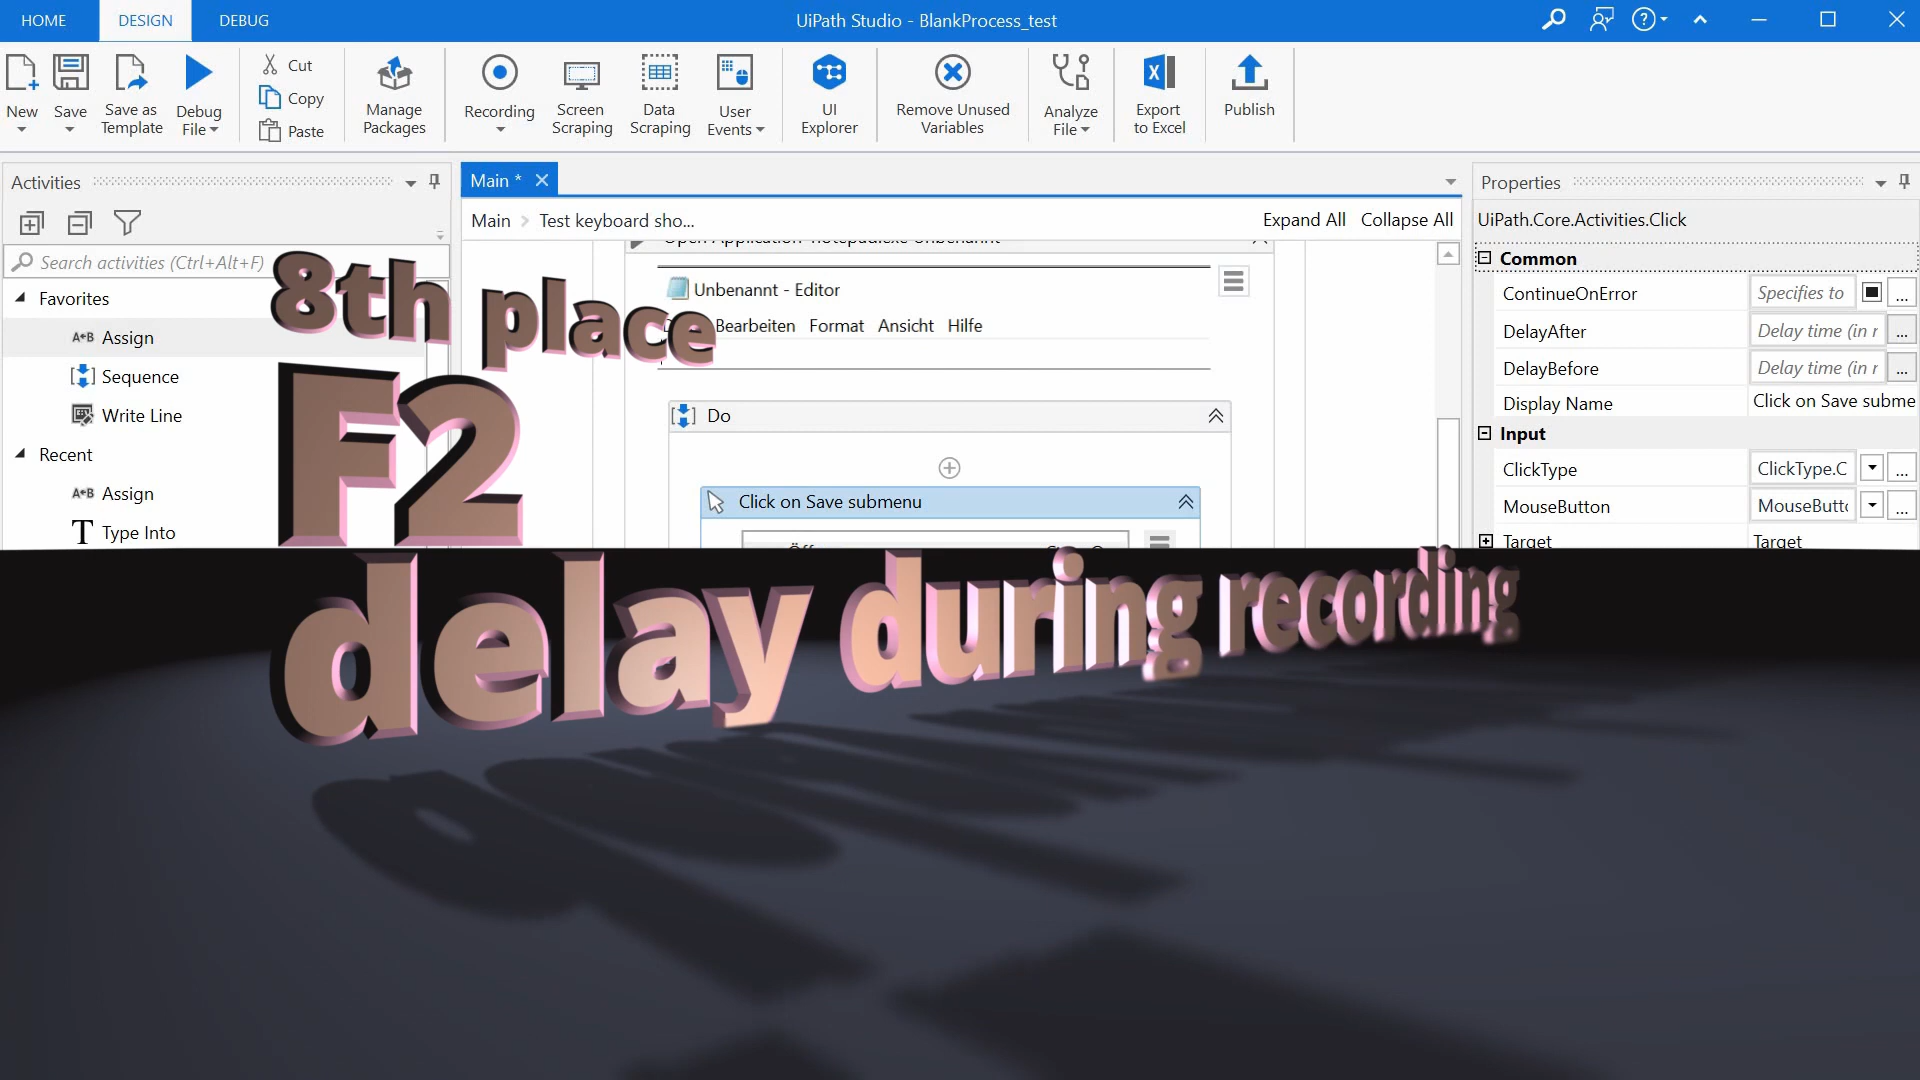 HOME DESIGN DEBUG UiPath Studio - BlankProcess_test
New Save Save as Template Debug File Cut Copy Paste Manage Packages Recording Screen Scraping Data Scraping User Events UI Explorer Remove Unused Variables Analyze File Export to Excel Publish
Activities Main * Properties
Main > Test keyboard sho... Expand All Collapse All UiPath.Core.Activities.Click
Search activities (Ctrl+Alt+F) Common
Favorites Unbenannt - Editor ContinueOnError Specifies to ...
8th place
Bearbeiten Format Ansicht Hilfe DelayAfter Delay time (in r ...
Assign
DelayBefore Delay time (in r ...
Sequence
Display Name Click on Save subme
Write Line Do
Input
Recent ClickType ClickType.C ...
F2
Assign Click on Save submenu MouseButton MouseButtc ...
Type Into Target Target
delay during recording